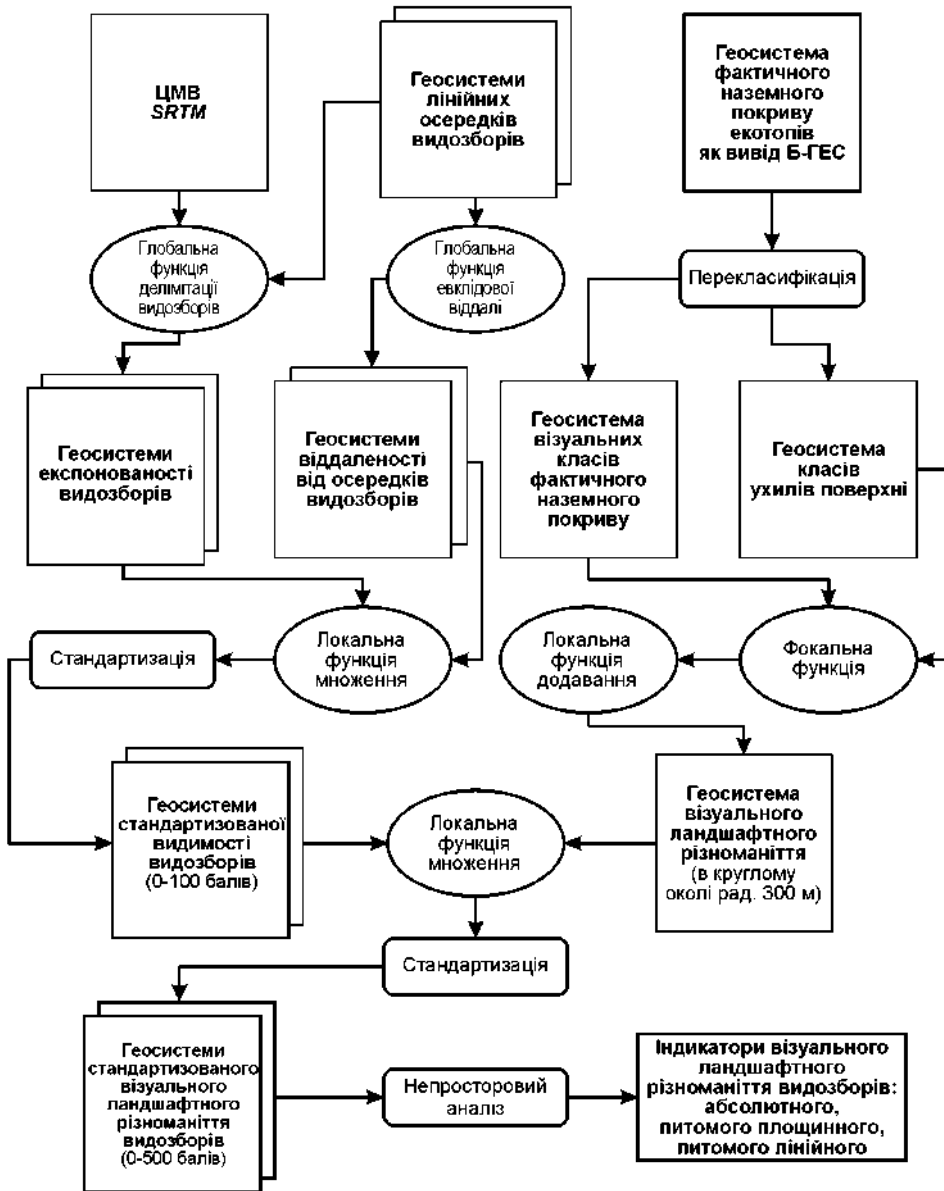 ЦМВ
SRTM
Геосистеми
лінійних
осередків
видозборів
Геосистема
фактичного
наземного
покриву
екотопів
як вивід Б-ГЕС
Глобальна
функція
делімітації
видозборів
Глобальна
функція
евклідової
віддалі
Перекласифікація
Геосистеми
експонованості
видозборів
Геосистеми
віддаленості
від осередків
видозборів
Геосистема
візуальних
класів
фактичного
наземного
покриву
Геосистема
класів
ухилів поверхні
Стандартизація
Локальна
функція
множення
Локальна
функція
додавання
Фокальна
функція
Геосистеми
стандартизованої
видимості
видозборів
(0-100 балів)
Локальна
функція
множення
Геосистема
візуального
ландшафтного
різноманіття
(в круглому
околі рад. 300 м)
Стандартизація
Геосистеми
стандартизованого
візуального
ландшафтного
різноманіття
видозборів
(0-500 балів)
Непросторовий
аналіз
Індикатори візуального
ландшафтного
різноманіття видозборів:
абсолютного,
питомого площинного,
питомого лінійного